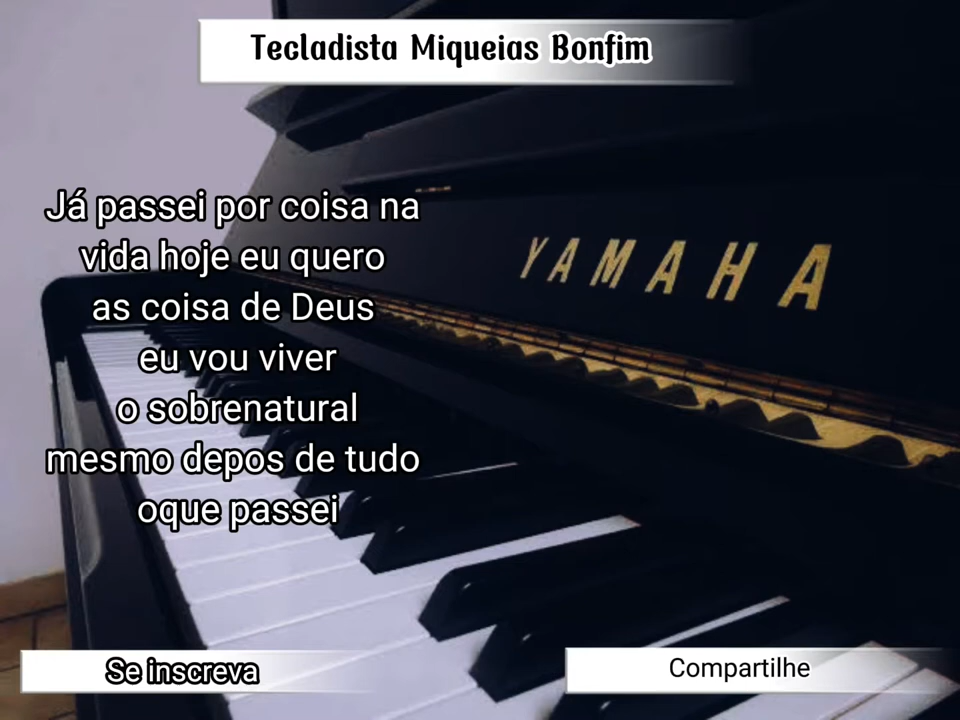 Tecladista Miqueias Bonfim
Já passei por coisa na
vida hoje eu quero
as coisa de Deus
eu vou viver
o sobrenatural
mesmo depos de tudo
oque passei
YAMAHA
Se inscreva
Compartilhe